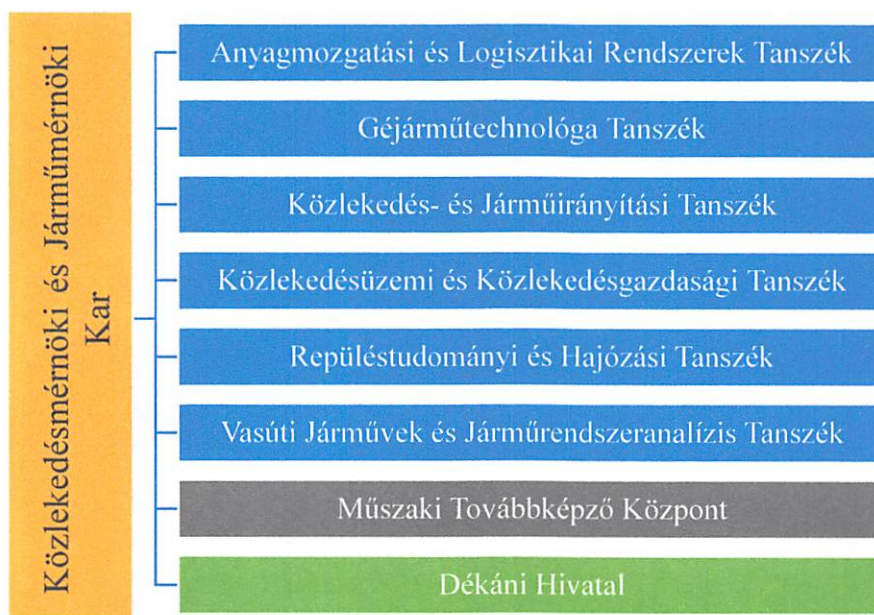 Közlekedésmérnöki és Járműmérnöki
Kar
Anyagmozgatási és Logisztikai Rendszerek Tanszék
Géjárműtechnológa Tanszék
Közlekedés- és Járműirányítási Tanszék
Közlekedésüzemi és Közlekedésgazdasági Tanszék
Repüléstudományi és Hajózási Tanszék
Vasúti Járművek és Járműrendszeranalízis Tanszék
Műszaki Továbbképző Központ
Dékáni Hivatal